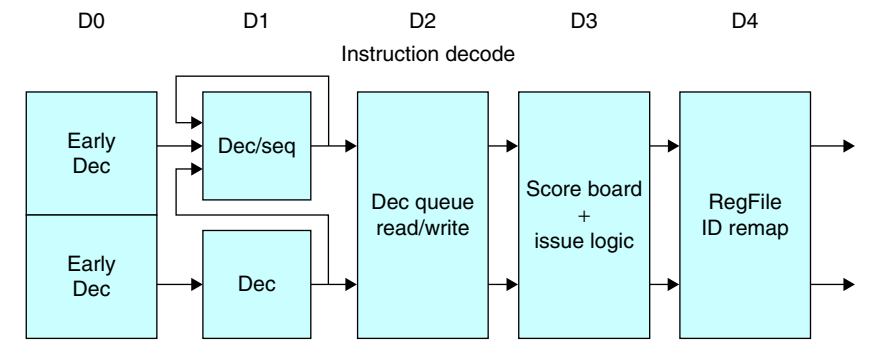 D0 D1 D2 D3 D4
Instruction decode
Early
Dec
Dec/seq
Dec queue
read/write
Score board
+
issue logic
RegFile
ID remap
Early
Dec
Dec